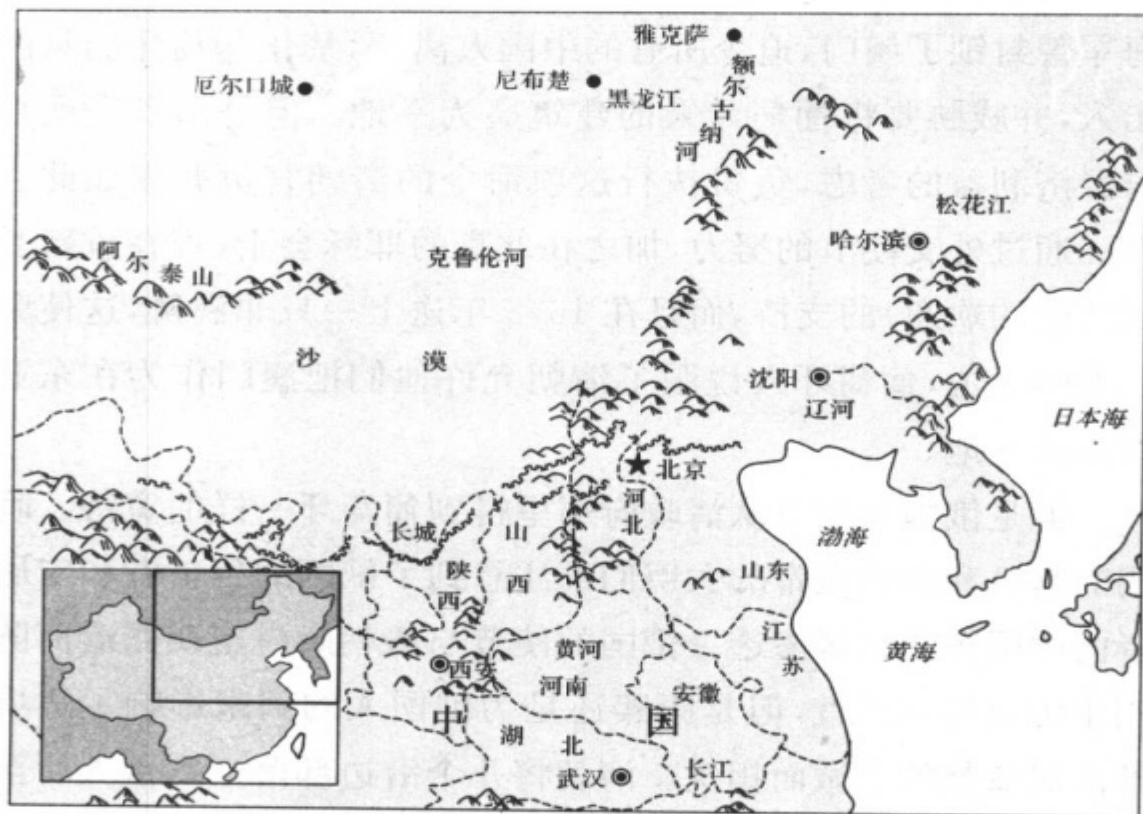 雅克萨
厄尔口城
尼布楚
黑龙江
额尔古纳河
松花江
哈尔滨
阿尔泰山
克鲁伦河
沙漠
沈阳
辽河
日本海
北京
河北
长城
山西
陕西
渤海
山东
江苏
黄海
黄河
西安
河南
安徽
中国
湖北
武汉
长江